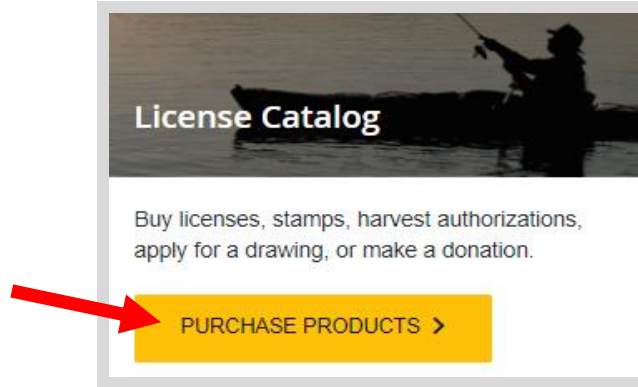 License Catalog
Buy licenses, stamps, harvest authorizations,
apply for a drawing, or make a donation.
PURCHASE PRODUCTS >